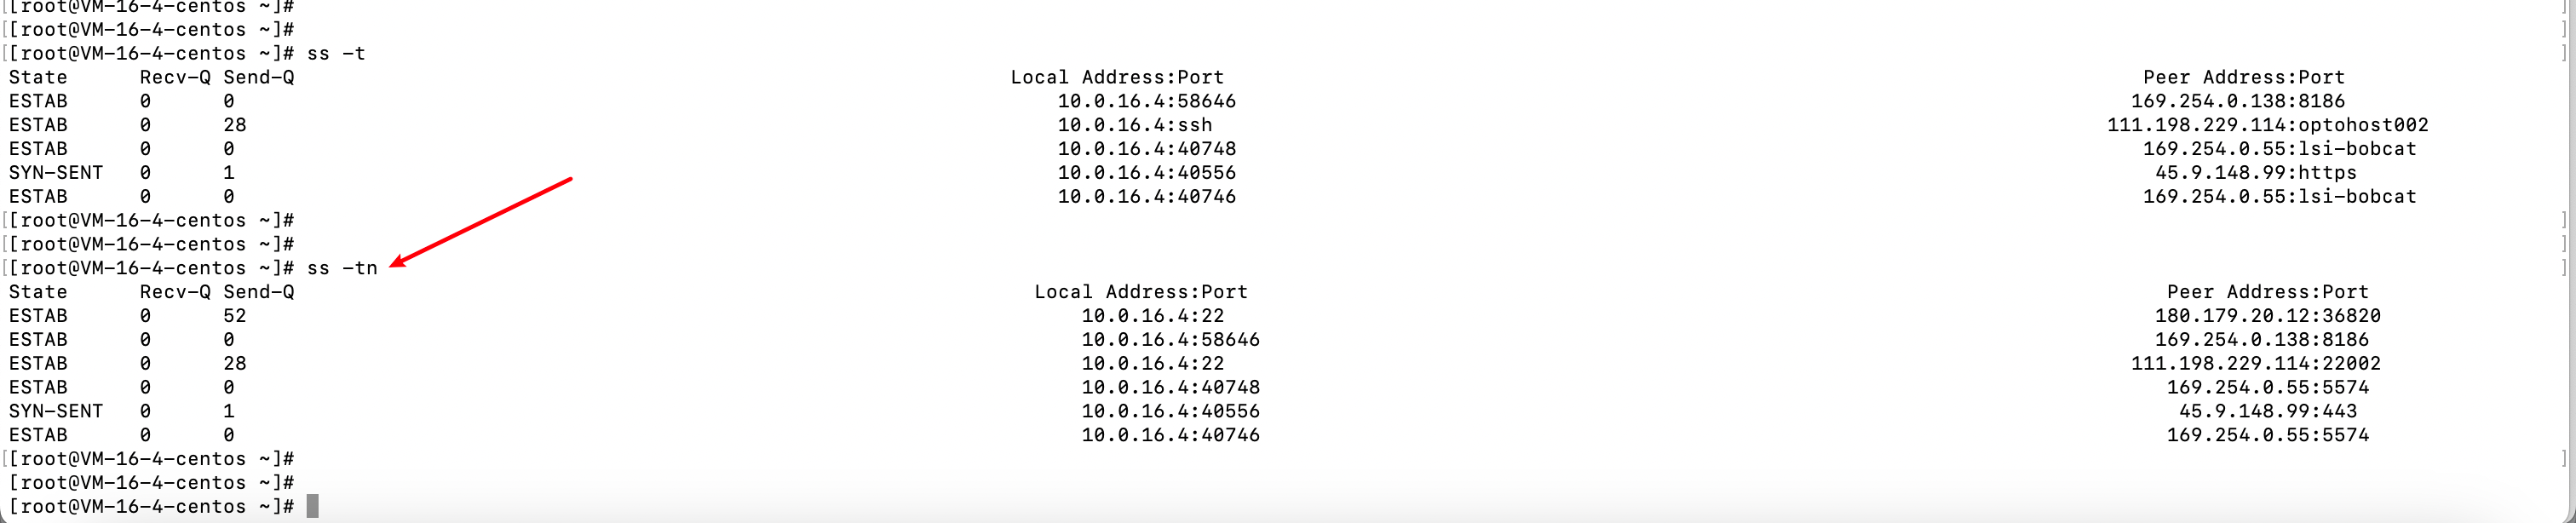 [[root@VM-16-4-centos ~]# ]
[[root@VM-16-4-centos ~]# ]
[[root@VM-16-4-centos ~]# ss -t ]
State Recv-Q Send-Q Local Address:Port Peer Address:Port
ESTAB 0 0 10.0.16.4:58646 169.254.0.138:8186
ESTAB 0 28 10.0.16.4:ssh 111.198.229.114:optohost002
ESTAB 0 0 10.0.16.4:40748 169.254.0.55:lsi-bobcat
SYN-SENT 0 1 10.0.16.4:40556 45.9.148.99:https
ESTAB 0 0 10.0.16.4:40746 169.254.0.55:lsi-bobcat
[[root@VM-16-4-centos ~]# ]
[[root@VM-16-4-centos ~]# ]
[[root@VM-16-4-centos ~]# ss -tn ]
State Recv-Q Send-Q Local Address:Port Peer Address:Port
ESTAB 0 52 10.0.16.4:22 180.179.20.12:36820
ESTAB 0 0 10.0.16.4:58646 169.254.0.138:8186
ESTAB 0 28 10.0.16.4:22 111.198.229.114:22002
ESTAB 0 0 10.0.16.4:40748 169.254.0.55:5574
SYN-SENT 0 1 10.0.16.4:40556 45.9.148.99:443
ESTAB 0 0 10.0.16.4:40746 169.254.0.55:5574
[[root@VM-16-4-centos ~]# ]
[root@VM-16-4-centos ~]#
[root@VM-16-4-centos ~]#